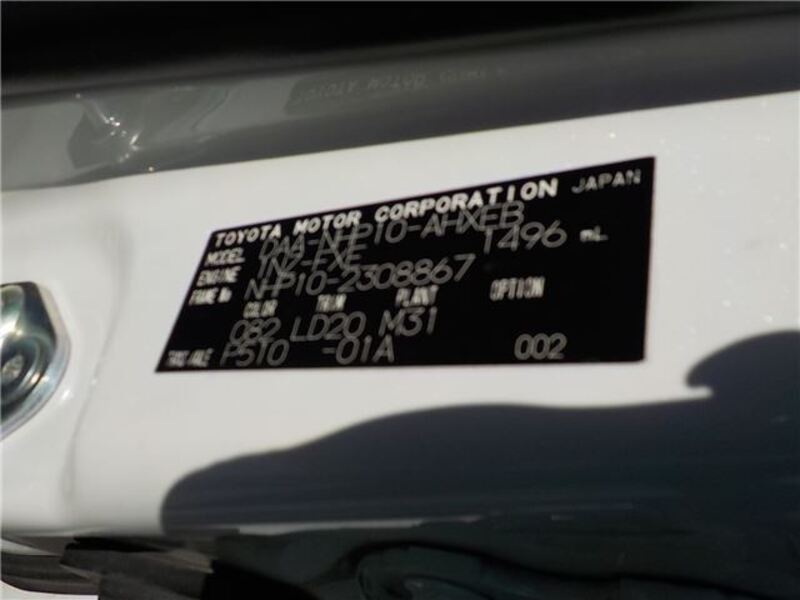 TOYOTA MOTOR CORPORATION JAPAN
MODEL DAA-NHP10-AHXEB
ENGINE 1NZ-FXE 1496 mL
FRAME No NHP10-2308867
COLOR TRIM PLANT OPTION
082 LD20 M31
TRANS/AXLE P510 -01A 002